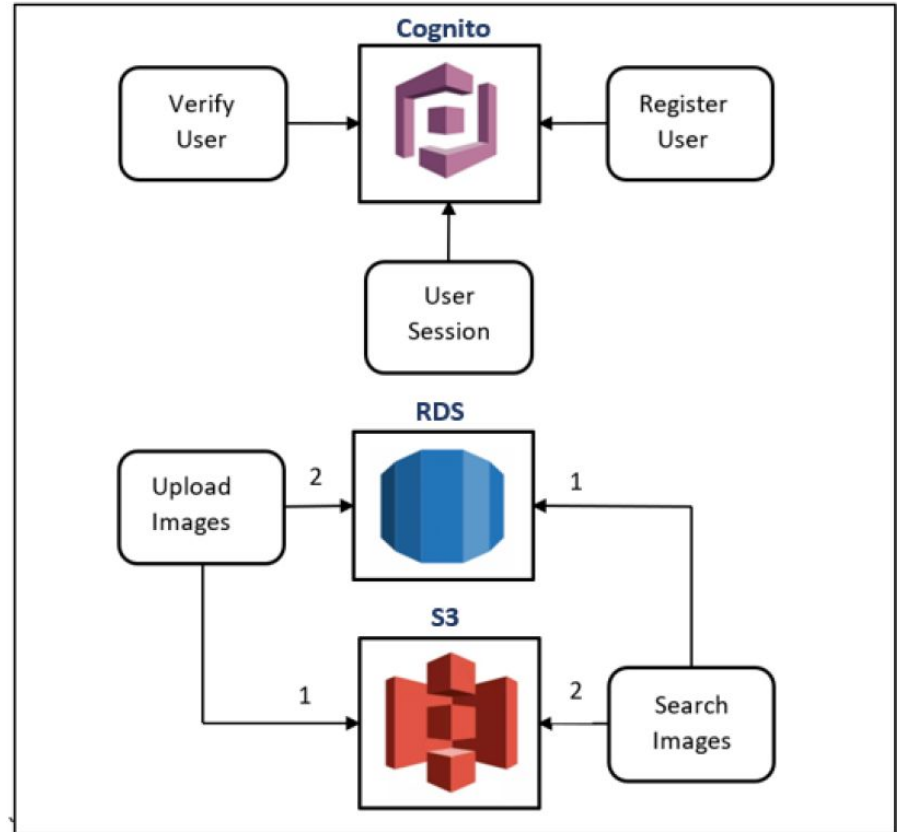 Cognito
Verify
User
Register
User
User
Session
RDS
Upload
Images
2
1
S3
1
2
Search
Images